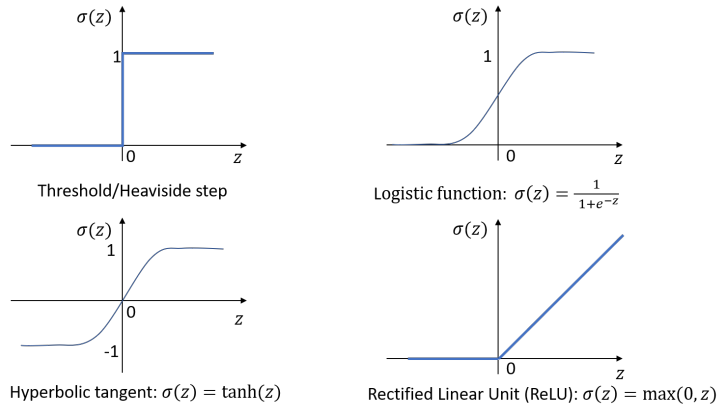 σ(z)
1
0
z
Threshold/Heaviside step
σ(z)
1
0
z
Logistic function: σ(z) = 1/(1+e^{-z})
σ(z)
1
0
z
-1
Hyperbolic tangent: σ(z) = tanh(z)
σ(z)
0
z
Rectified Linear Unit (ReLU): σ(z) = max(0, z)